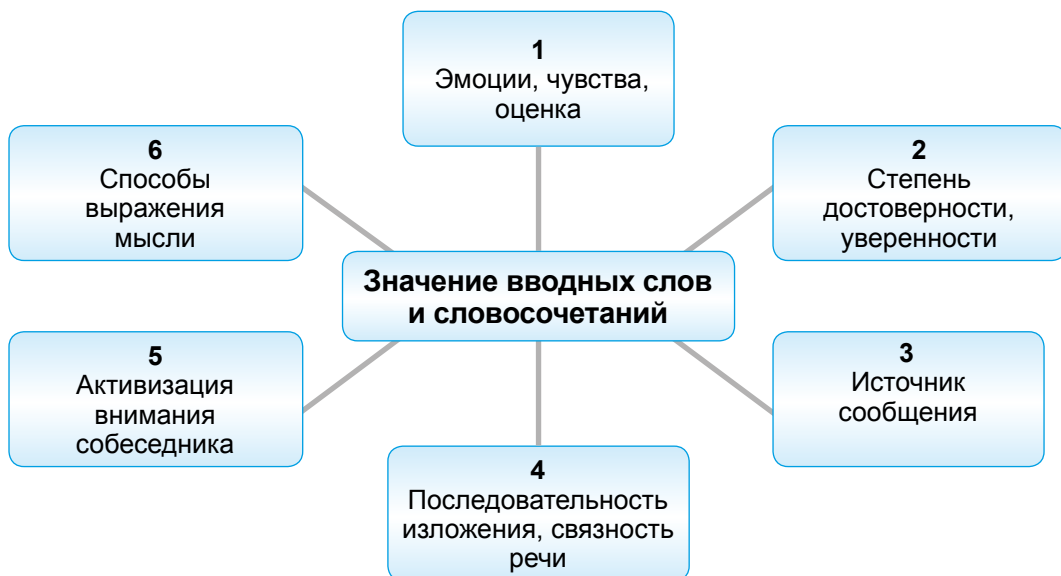 1
Эмоции, чувства,
оценка
6
Способы
выражения
мысли
2
Степень
достоверности,
уверенности
Значение вводных слов
и словосочетаний
5
Активизация
внимания
собеседника
3
Источник
сообщения
4
Последовательность
изложения, связность
речи